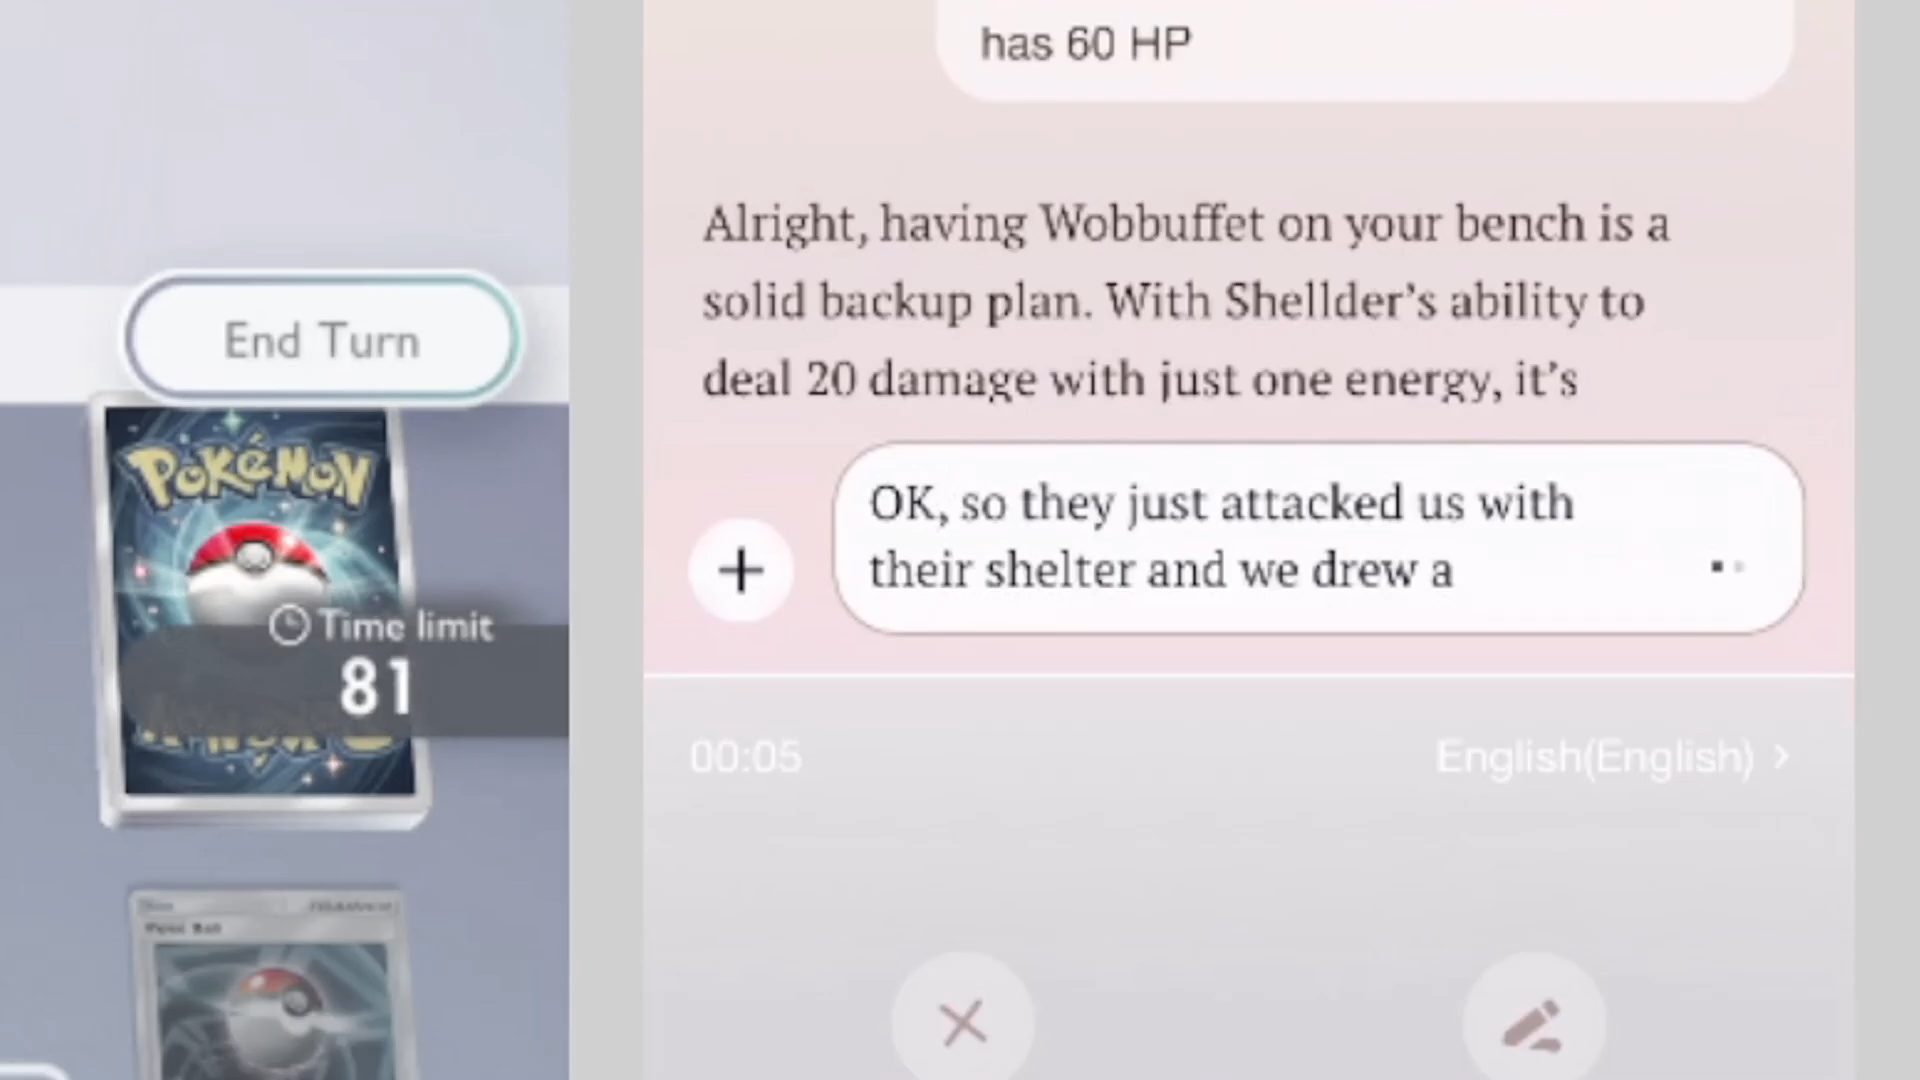 has 60 HP
Alright, having Wobbuffet on your bench is a
solid backup plan. With Shellder’s ability to
deal 20 damage with just one energy, it’s
End Turn
POKéMON
OK, so they just attacked us with
their shelter and we drew a
Time limit
81
00:05
English(English)
Poké Ball